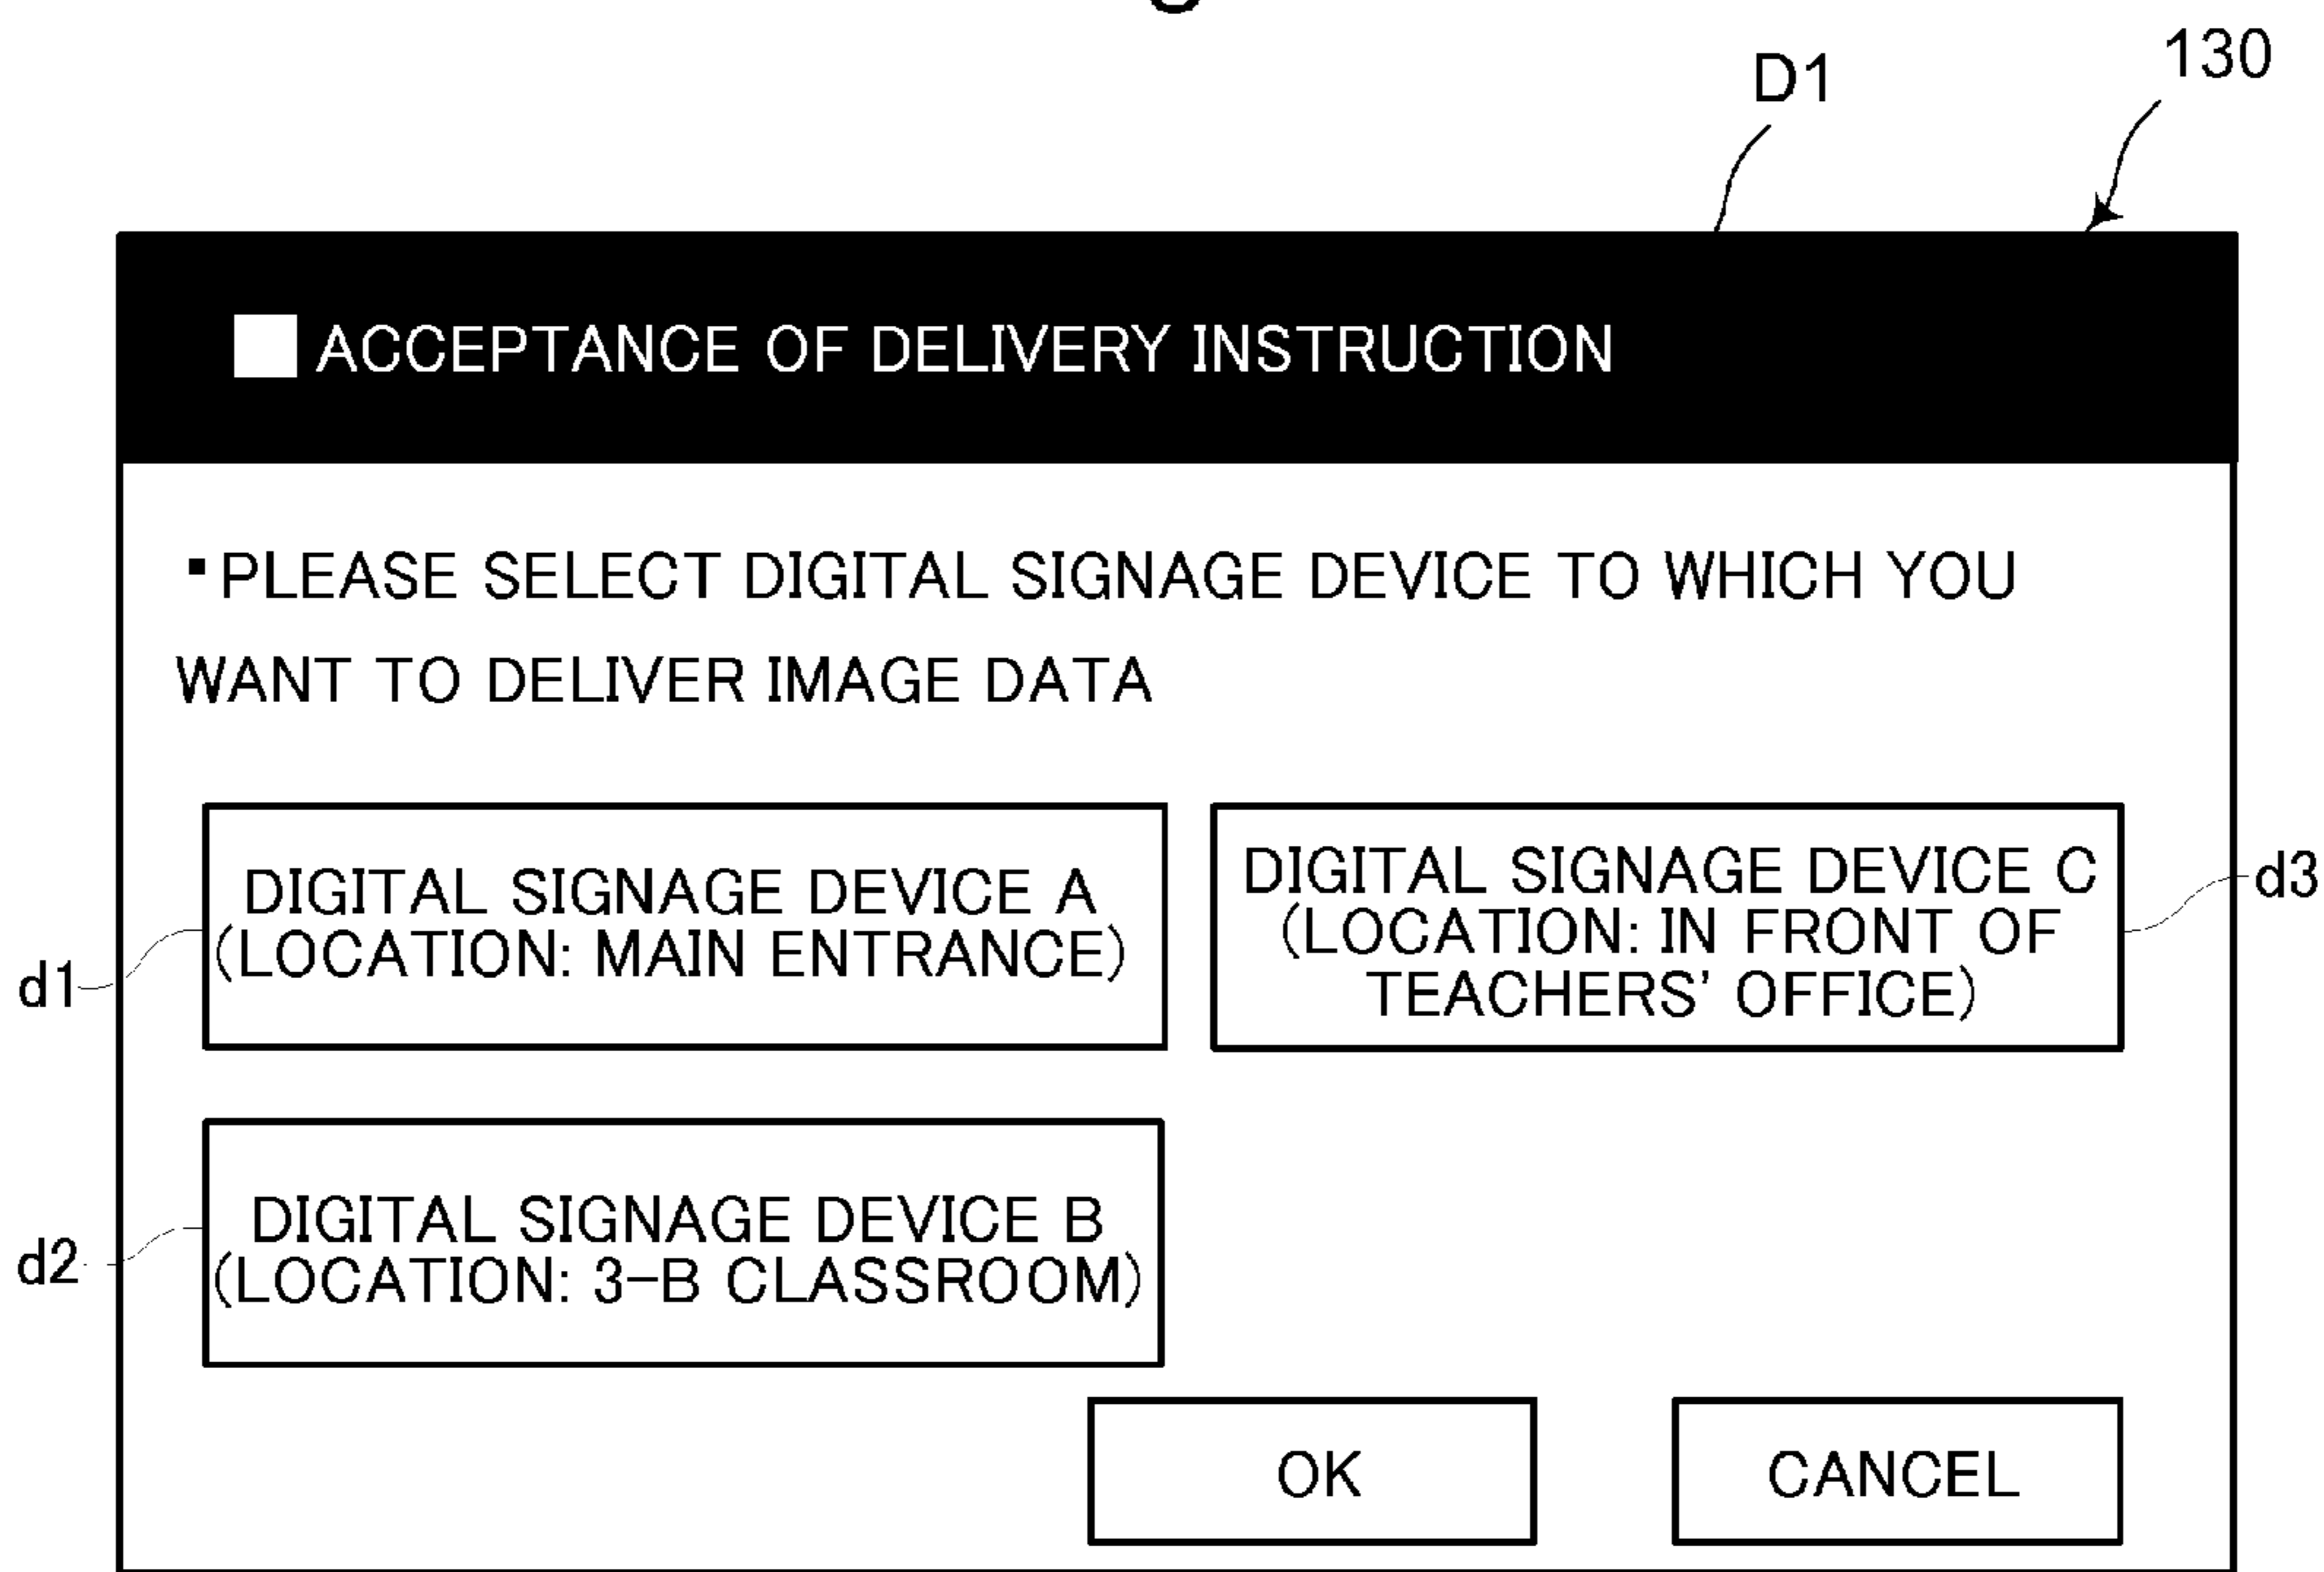 D1
130
ACCEPTANCE OF DELIVERY INSTRUCTION
▪PLEASE SELECT DIGITAL SIGNAGE DEVICE TO WHICH YOU
WANT TO DELIVER IMAGE DATA
DIGITAL SIGNAGE DEVICE A
(LOCATION: MAIN ENTRANCE)
d1
DIGITAL SIGNAGE DEVICE C
(LOCATION: IN FRONT OF
TEACHERS' OFFICE)
d3
DIGITAL SIGNAGE DEVICE B
(LOCATION: 3-B CLASSROOM)
d2
OK
CANCEL